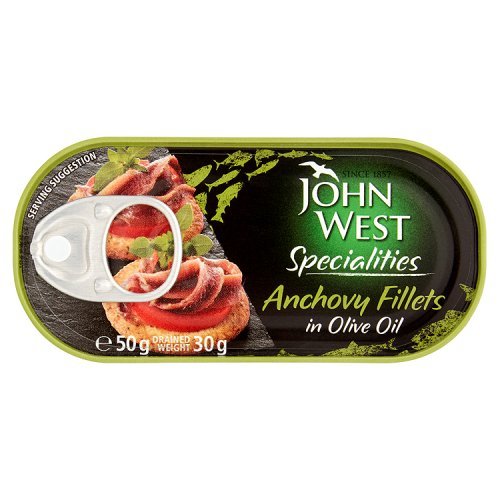 SERVING SUGGESTION
SINCE 1857
JOHN
WEST
Specialities
Anchovy Fillets
in Olive Oil
℮ 50g DRAINED WEIGHT 30g